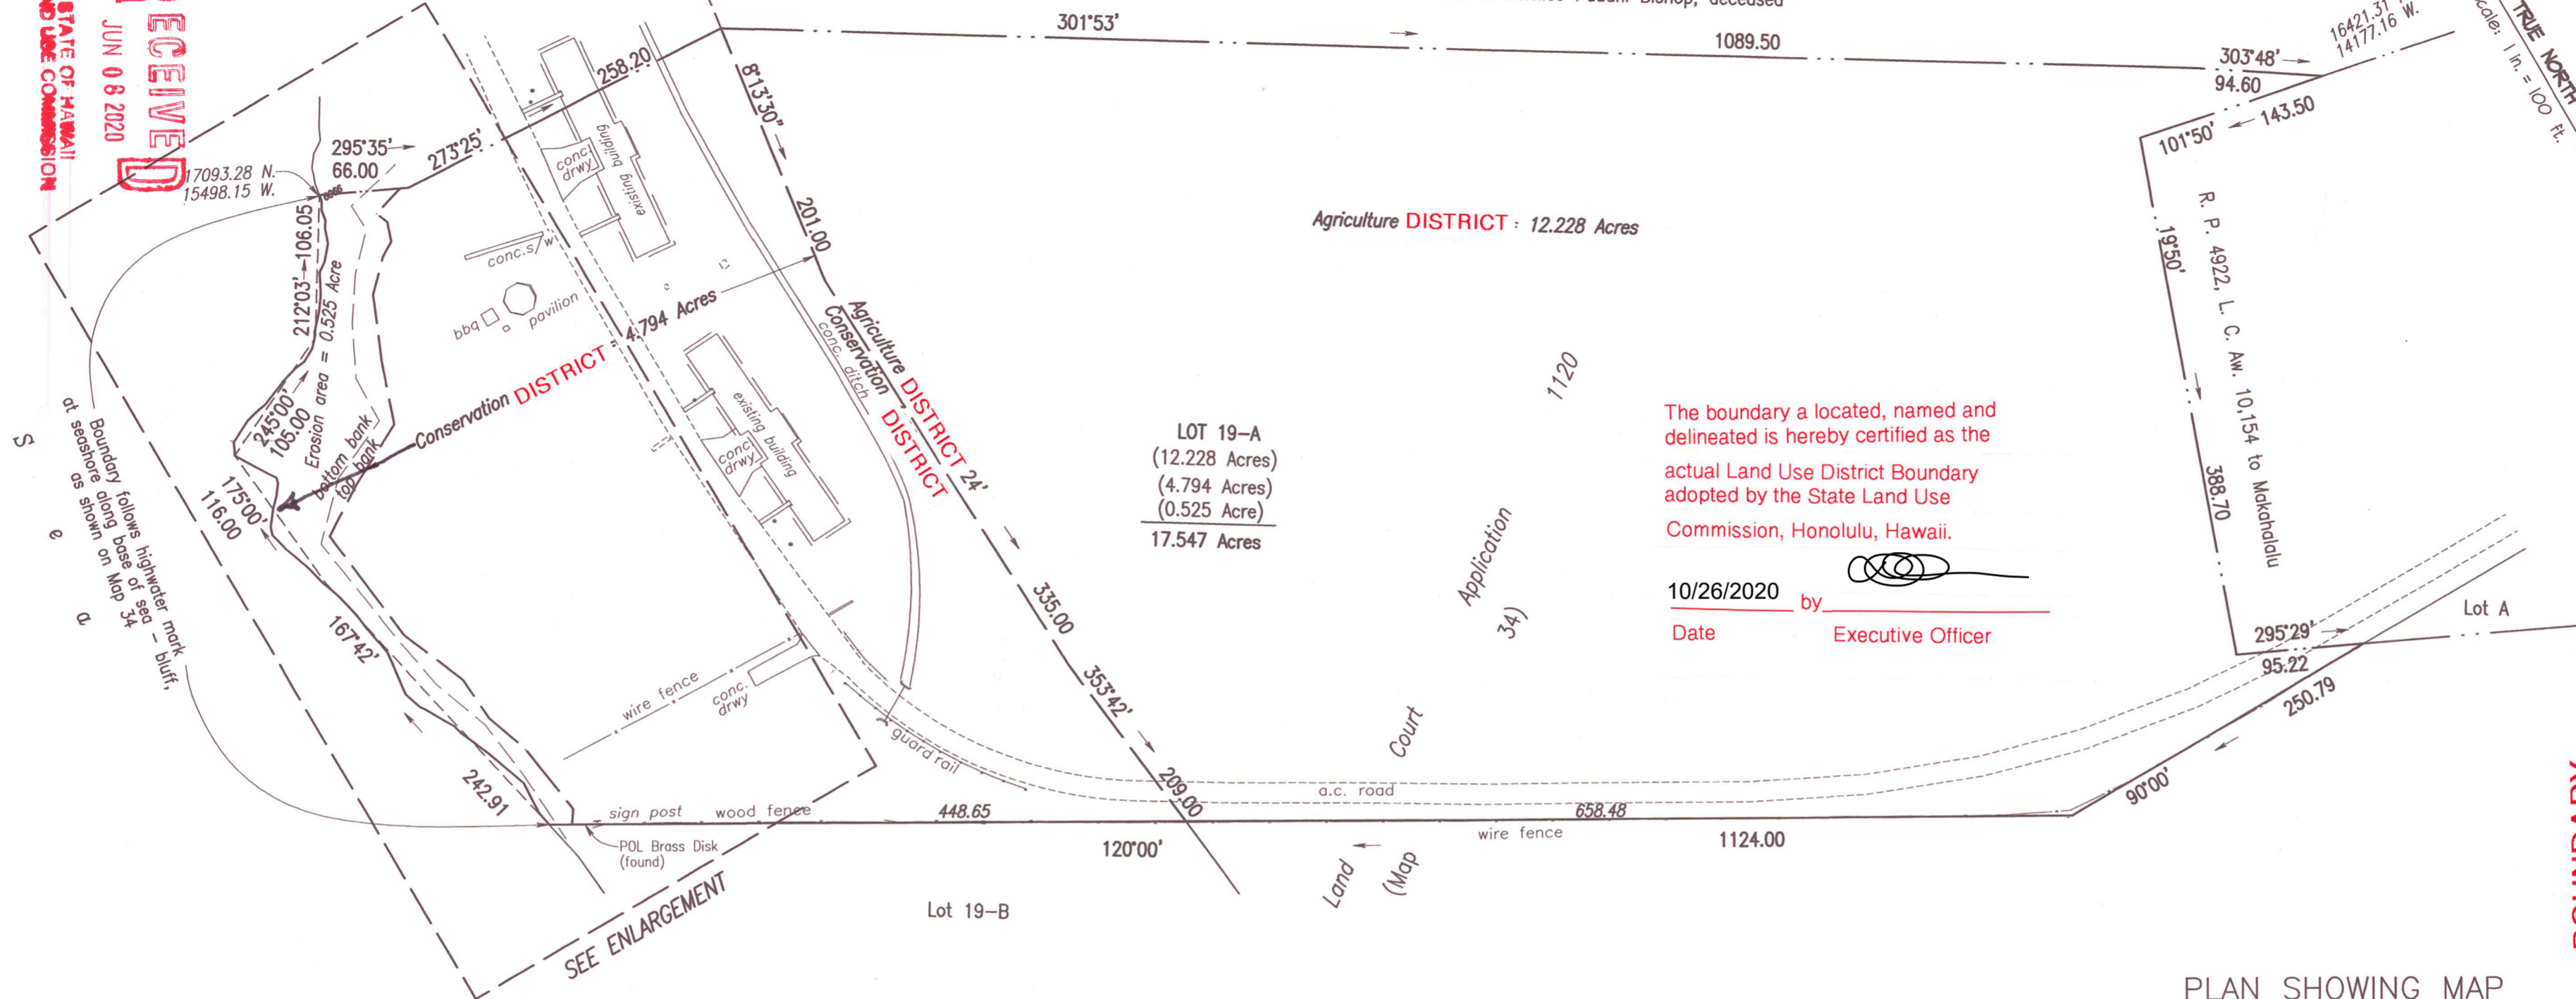 RECEIVED
JUN 08 2020
STATE OF HAWAII
LAND USE COMMISSION
Bishop, deceased
301°53'
1089.50
303°48'
94.60
16421.37
14177.16 W.
TRUE NORTH
Scale: 1 in. = 100 ft.
143.50
101°50'
19°50'
388.70
R. P. 4922, L. C. Aw. 10,154 to Makahalalu
295°29'
95.22
250.79
Lot A
90°00'
17093.28 N.
15498.15 W.
295°35'
66.00
273°25'
258.20
8°13'30"
201.00
212°03' 106.05
Erosion area = 0.525 Acre
245°00'
105.00
175°00'
116.00
167°42'
242.91
bottom bank
top bank
Boundary follows highwater mark
at seashore along base of sea - bluff,
as shown on Map 34
S e a
conc. s/w
bbq
pavilion
existing building
conc. drwy
existing building
conc. drwy
Conservation DISTRICT : 4.794 Acres
Agriculture DISTRICT
Conservation DISTRICT
conc. ditch
24'
335.00
353°42'
209.00
wire fence
conc. drwy
guard rail
sign post
wood fence
448.65
POL Brass Disk
(found)
SEE ENLARGEMENT
Lot 19-B
120°00'
a.c. road
658.48
wire fence
1124.00
Agriculture DISTRICT : 12.228 Acres
LOT 19-A
(12.228 Acres)
(4.794 Acres)
(0.525 Acre)
17.547 Acres
Land Court Application 1120
(Map 34)
The boundary a located, named and
delineated is hereby certified as the
actual Land Use District Boundary
adopted by the State Land Use
Commission, Honolulu, Hawaii.
10/26/2020 by
Date Executive Officer
BOUNDARY
PLAN SHOWING MAP